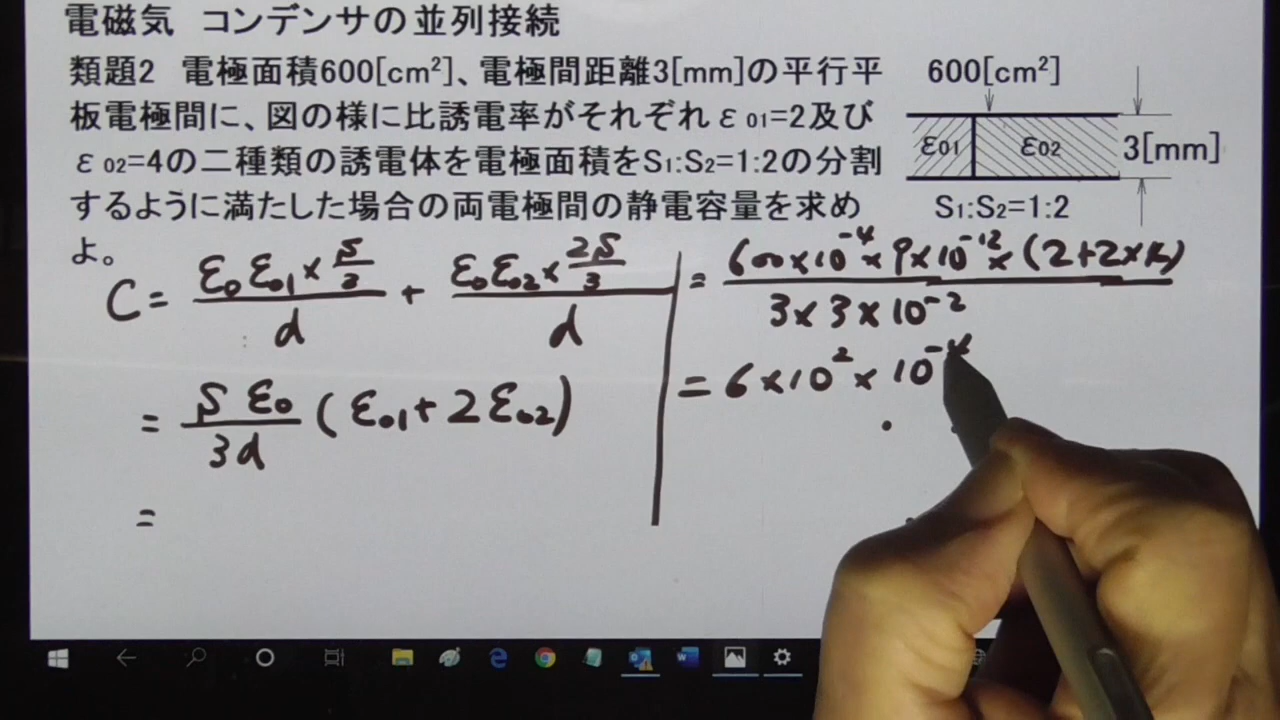 電磁気 コンデンサの並列接続
類題2 電極面積600[cm²]、電極間距離3[mm]の平行平
板電極間に、図の様に比誘電率がそれぞれε01=2及び
ε02=4の二種類の誘電体を電極面積をS1:S2=1:2の分割
するように満たした場合の両電極間の静電容量を求め
よ。
600[cm²]
ε01 ε02 3[mm]
S1:S2=1:2
C = (ε0 ε01 × S/3)/d + (ε0 ε02 × 2S/3)/d
= S ε0/3d (ε01 + 2ε02)
=
= 600×10⁻⁴×9×10⁻¹²×(2+2×4)/3×3×10⁻²
= 6×10²×10⁻⁴